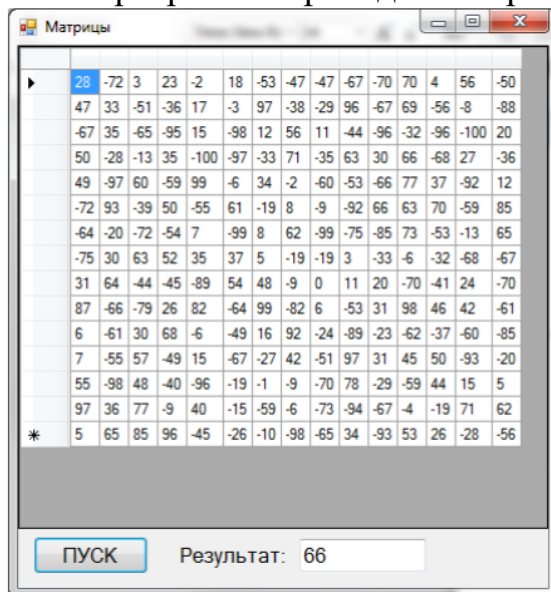 Матрицы
28 -72 3 23 -2 18 -53 -47 -47 -67 -70 70 4 56 -50
47 33 -51 -36 17 -3 97 -38 -29 96 -67 69 -56 -8 -88
-67 35 -65 -95 15 -98 12 56 11 -44 -96 -32 -96 -100 20
50 -28 -13 35 -100 -97 -33 71 -35 63 30 66 -68 27 -36
49 -97 60 -59 99 -6 34 -2 -60 -53 -66 77 37 -92 12
-72 93 -39 50 -55 61 -19 8 -9 -92 66 63 70 -59 85
-64 -20 -72 -54 7 -99 8 62 -99 -75 -85 73 -53 -13 65
-75 30 63 52 35 37 5 -19 -19 3 -33 -6 -32 -68 -67
31 64 -44 -45 -89 54 48 -9 0 11 20 -70 -41 24 -70
87 -66 -79 26 82 -64 99 -82 6 -53 31 98 46 42 -61
6 -61 30 68 -6 -49 16 92 -24 -89 -23 -62 -37 -60 -85
7 -55 57 -49 15 -67 -27 42 -51 97 31 45 50 -93 -20
55 -98 48 -40 -96 -19 -1 -9 -70 78 -29 -59 44 15 5
97 36 77 -9 40 -15 -59 -6 -73 -94 -67 -4 -19 71 62
5 65 85 96 -45 -26 -10 -98 -65 34 -93 53 26 -28 -56
ПУСК Результат: 66